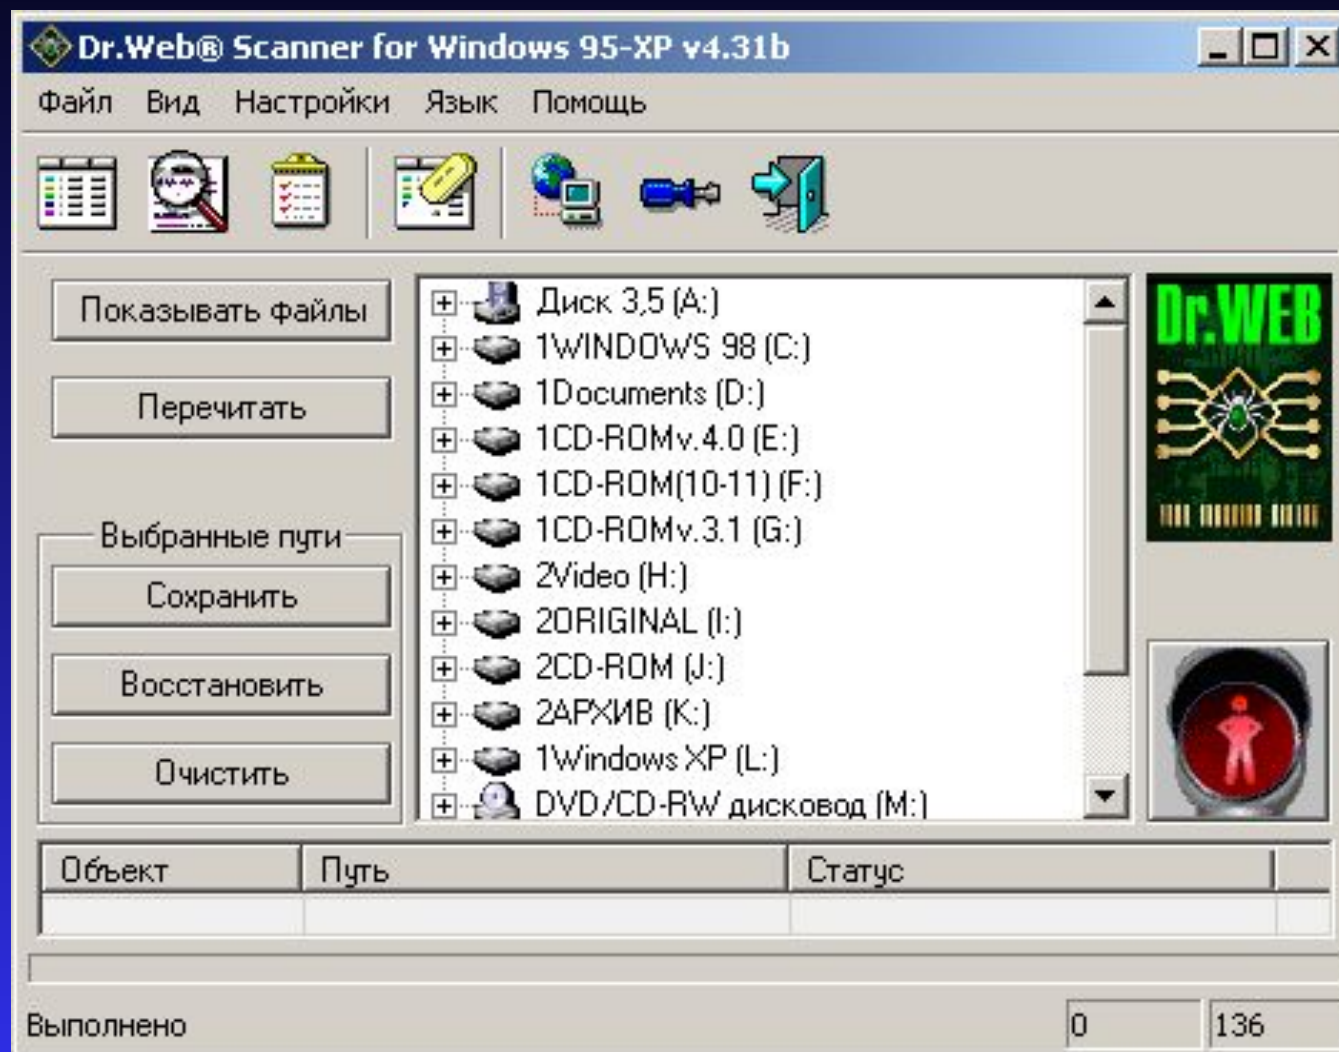 Dr.Web® Scanner for Windows 95-XP v4.31b
Файл Вид Настройки Язык Помощь
Показывать файлы
Перечитать
Выбранные пути
Сохранить
Восстановить
Очистить
Диск 3,5 (A:)
1WINDOWS 98 (C:)
1Documents (D:)
1CD-ROMv.4.0 (E:)
1CD-ROM(10-11) (F:)
1CD-ROMv.3.1 (G:)
2Video (H:)
2ORIGINAL (I:)
2CD-ROM (J:)
2АРХИВ (K:)
1Windows XP (L:)
DVD/CD-RW дисковод (M:)
Dr.WEB
Объект Путь Статус
Выполнено 0 136